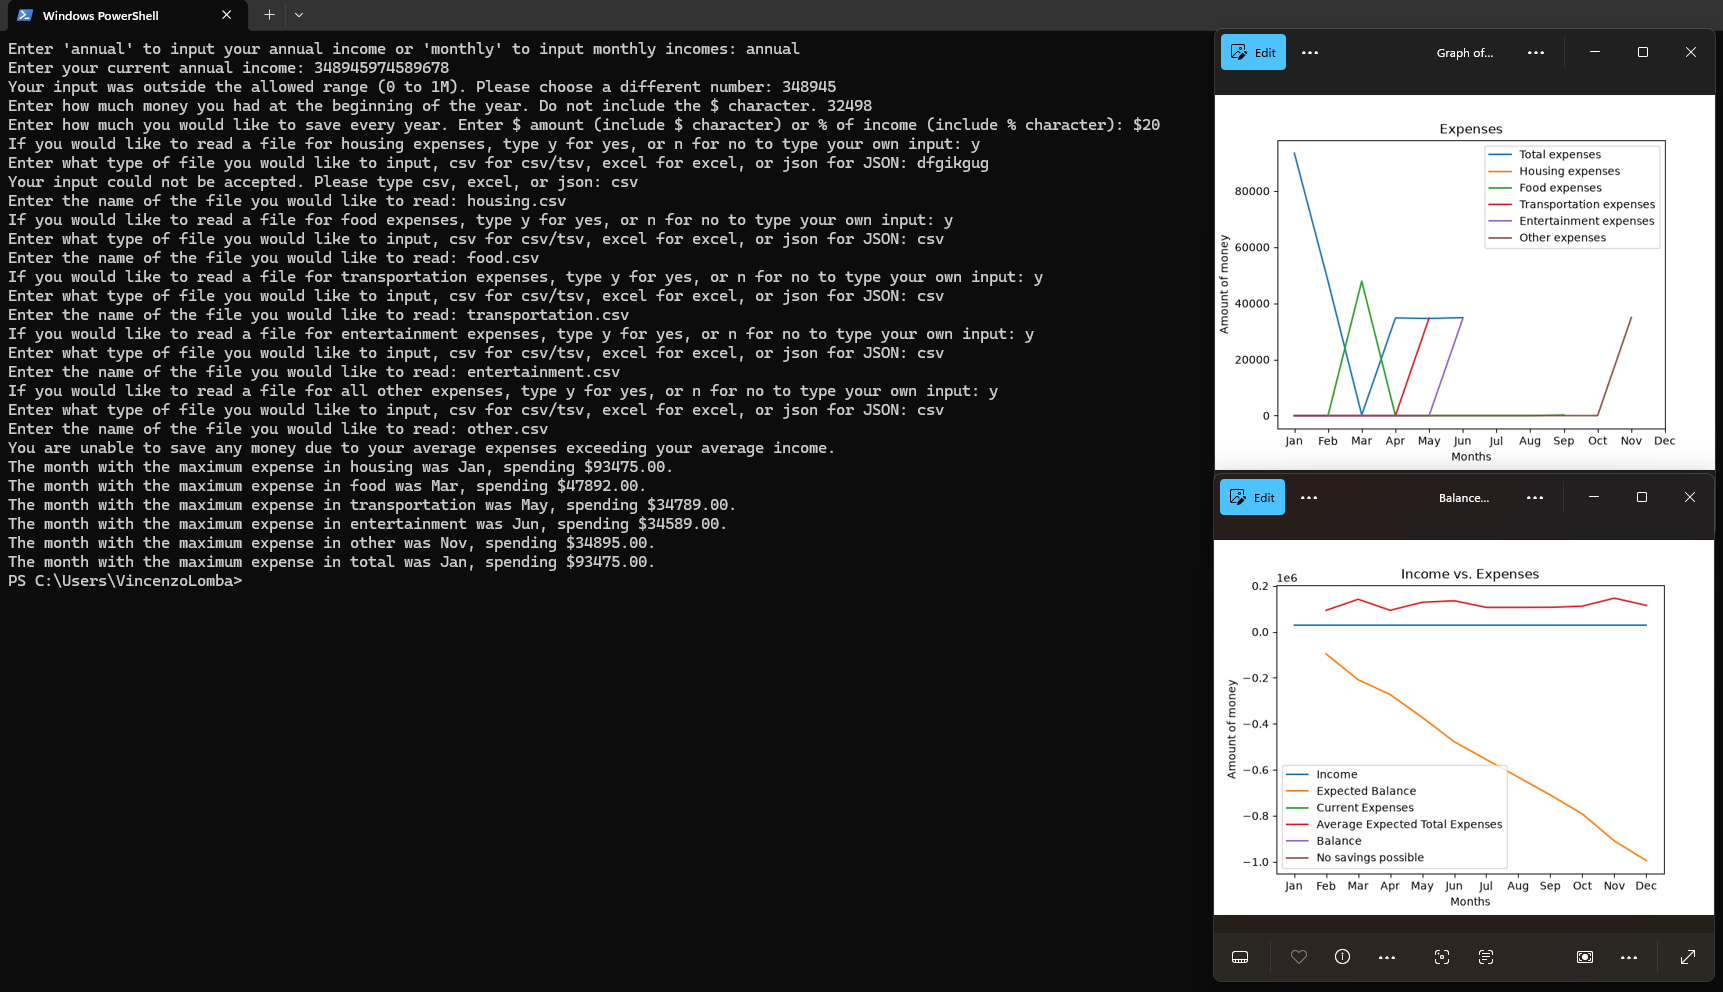 Windows PowerShell
Enter 'annual' to input your annual income or 'monthly' to input monthly incomes: annual
Enter your current annual income: 348945974589678
Your input was outside the allowed range (0 to 1M). Please choose a different number: 348945
Enter how much money you had at the beginning of the year. Do not include the $ character. 32498
Enter how much you would like to save every year. Enter $ amount (include $ character) or % of income (include % character): $20
If you would like to read a file for housing expenses, type y for yes, or n for no to type your own input: y
Enter what type of file you would like to input, csv for csv/tsv, excel for excel, or json for JSON: dfgikgug
Your input could not be accepted. Please type csv, excel, or json: csv
Enter the name of the file you would like to read: housing.csv
If you would like to read a file for food expenses, type y for yes, or n for no to type your own input: y
Enter what type of file you would like to input, csv for csv/tsv, excel for excel, or json for JSON: csv
Enter the name of the file you would like to read: food.csv
If you would like to read a file for transportation expenses, type y for yes, or n for no to type your own input: y
Enter what type of file you would like to input, csv for csv/tsv, excel for excel, or json for JSON: csv
Enter the name of the file you would like to read: transportation.csv
If you would like to read a file for entertainment expenses, type y for yes, or n for no to type your own input: y
Enter what type of file you would like to input, csv for csv/tsv, excel for excel, or json for JSON: csv
Enter the name of the file you would like to read: entertainment.csv
If you would like to read a file for all other expenses, type y for yes, or n for no to type your own input: y
Enter what type of file you would like to input, csv for csv/tsv, excel for excel, or json for JSON: csv
Enter the name of the file you would like to read: other.csv
You are unable to save any money due to your average expenses exceeding your average income.
The month with the maximum expense in housing was Jan, spending $93475.00.
The month with the maximum expense in food was Mar, spending $47892.00.
The month with the maximum expense in transportation was May, spending $34789.00.
The month with the maximum expense in entertainment was Jun, spending $34589.00.
The month with the maximum expense in other was Nov, spending $34895.00.
The month with the maximum expense in total was Jan, spending $93475.00.
PS C:\Users\VincenzoLomba>
Edit
Graph of...
Expenses
Total expenses
Housing expenses
Food expenses
Transportation expenses
Entertainment expenses
Other expenses
80000
60000
40000
20000
0
Amount of money
Jan Feb Mar Apr May Jun Jul Aug Sep Oct Nov Dec
Months
Edit
Balance...
Income vs. Expenses
1e6
0.2
0.0
−0.2
−0.4
−0.6
−0.8
−1.0
Amount of money
Income
Expected Balance
Current Expenses
Average Expected Total Expenses
Balance
No savings possible
Jan Feb Mar Apr May Jun Jul Aug Sep Oct Nov Dec
Months